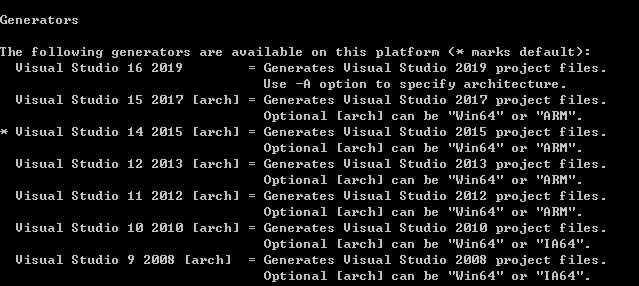 Generators
The following generators are available on this platform (* marks default):
  Visual Studio 16 2019        = Generates Visual Studio 2019 project files.
                                 Use -A option to specify architecture.
  Visual Studio 15 2017 [arch] = Generates Visual Studio 2017 project files.
                                 Optional [arch] can be "Win64" or "ARM".
* Visual Studio 14 2015 [arch] = Generates Visual Studio 2015 project files.
                                 Optional [arch] can be "Win64" or "ARM".
  Visual Studio 12 2013 [arch] = Generates Visual Studio 2013 project files.
                                 Optional [arch] can be "Win64" or "ARM".
  Visual Studio 11 2012 [arch] = Generates Visual Studio 2012 project files.
                                 Optional [arch] can be "Win64" or "ARM".
  Visual Studio 10 2010 [arch] = Generates Visual Studio 2010 project files.
                                 Optional [arch] can be "Win64" or "IA64".
  Visual Studio 9 2008 [arch]  = Generates Visual Studio 2008 project files.
                                 Optional [arch] can be "Win64" or "IA64".